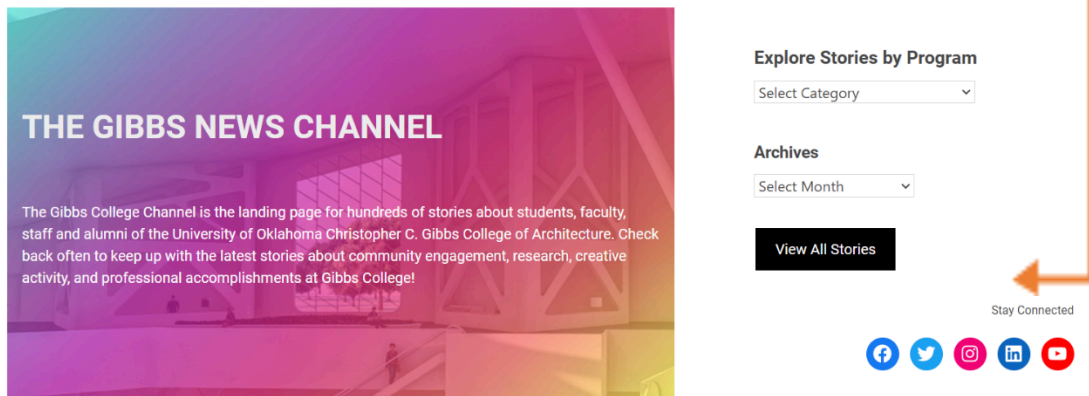 THE GIBBS NEWS CHANNEL
The Gibbs College Channel is the landing page for hundreds of stories about students, faculty,
staff and alumni of the University of Oklahoma Christopher C. Gibbs College of Architecture. Check
back often to keep up with the latest stories about community engagement, research, creative
activity, and professional accomplishments at Gibbs College!
Explore Stories by Program
Select Category
Archives
Select Month
View All Stories
Stay Connected